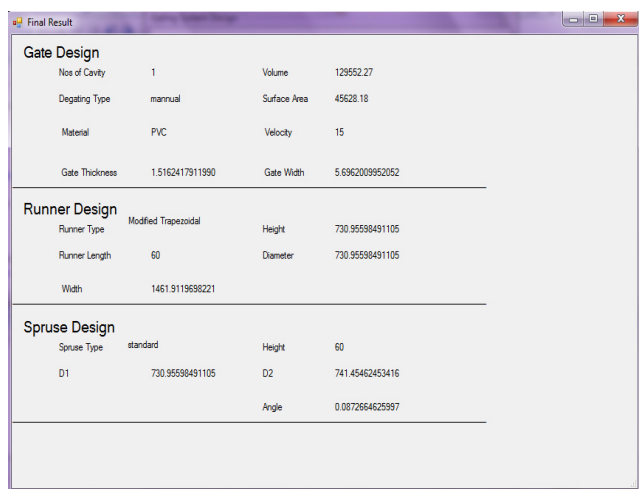 Final Result
Gate Design
Nos of Cavity 1 Volume 129552.27
Degating Type mannual Surface Area 45628.18
Material PVC Velocity 15
Gate Thickness 1.5162417911990 Gate Width 5.6962009952052
Runner Design
Runner Type Modified Trapezoidal Height 730.95598491105
Runner Length 60 Diameter 730.95598491105
Width 1461.9119698221
Spruse Design
Spruse Type standard Height 60
D1 730.95598491105 D2 741.45462453416
Angle 0.0872664625997